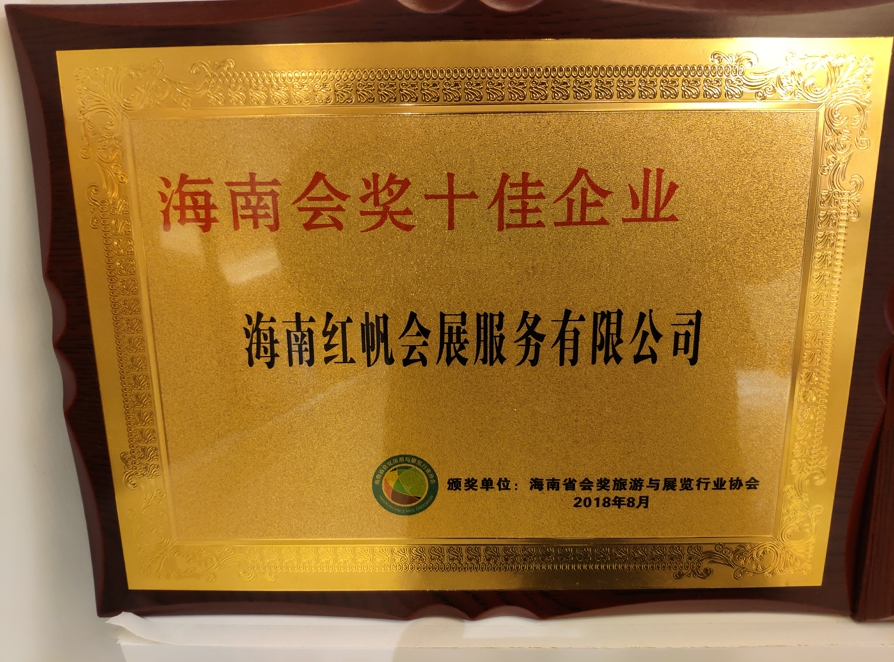 海南会奖十佳企业
海南红帆会展服务有限公司
颁奖单位：海南省会奖旅游与展览行业协会
2018年8月